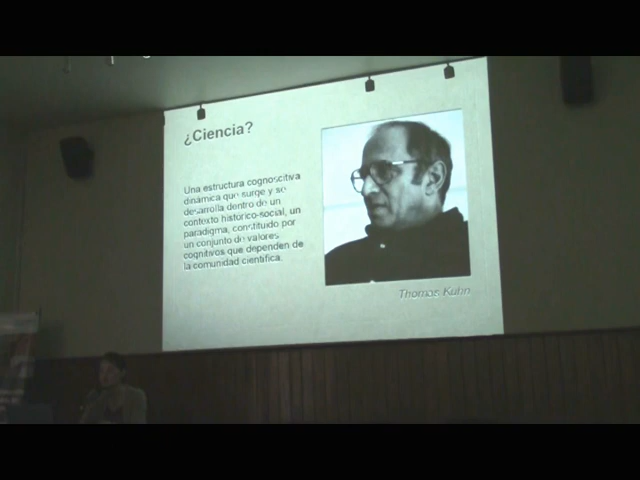 ¿Ciencia?
Una estructura cognoscitiva
dinámica que surge y se
desarrolla dentro de un
contexto histórico-social, un
paradigma, constituido por
un conjunto de valores
cognitivos que dependen de
la comunidad científica.
Thomas Kuhn